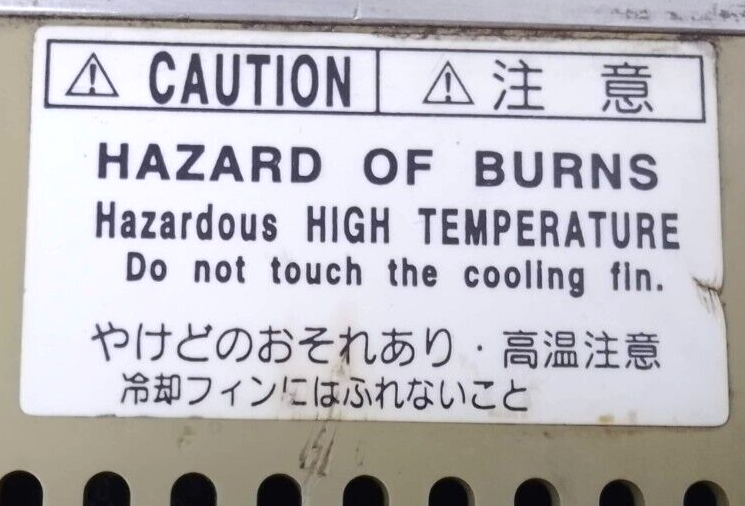 ⚠ CAUTION ⚠ 注意
HAZARD OF BURNS
Hazardous HIGH TEMPERATURE
Do not touch the cooling fin.
やけどのおそれあり・高温注意
冷却フィンにはふれないこと